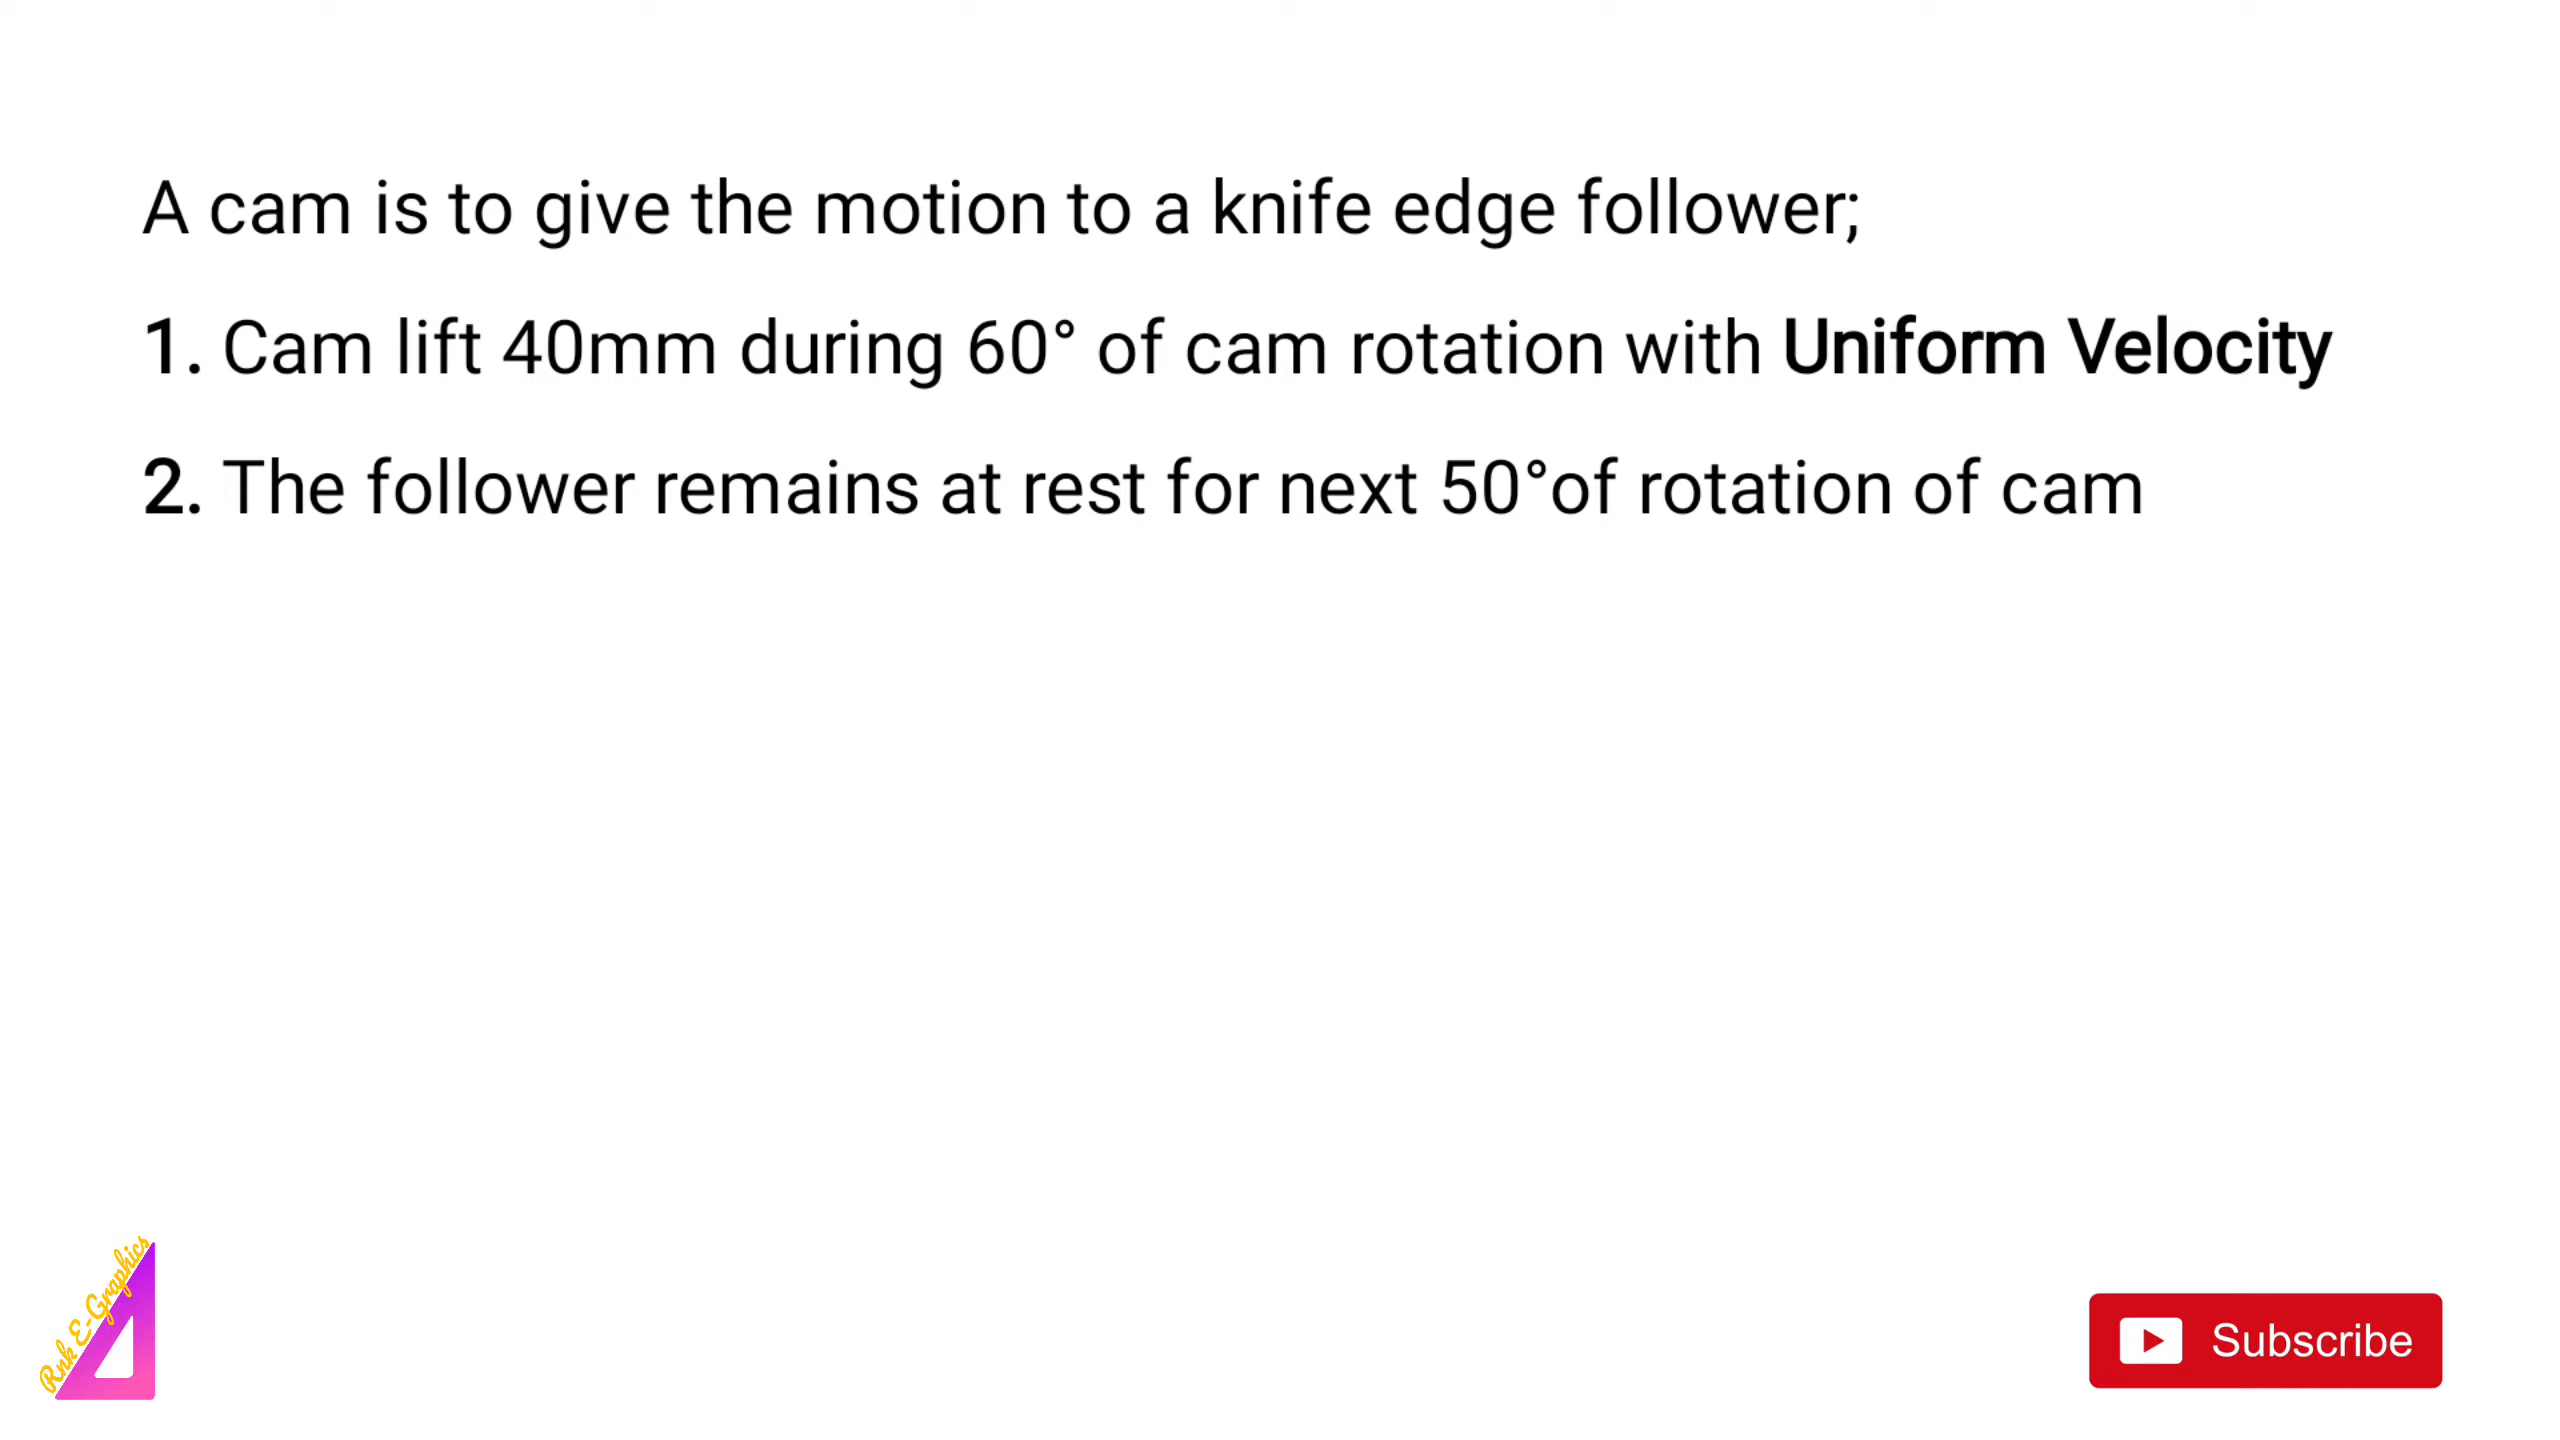 A cam is to give the motion to a knife edge follower;
1. Cam lift 40mm during 60° of cam rotation with Uniform Velocity
2. The follower remains at rest for next 50°of rotation of cam
Rnk E-Graphics
Subscribe